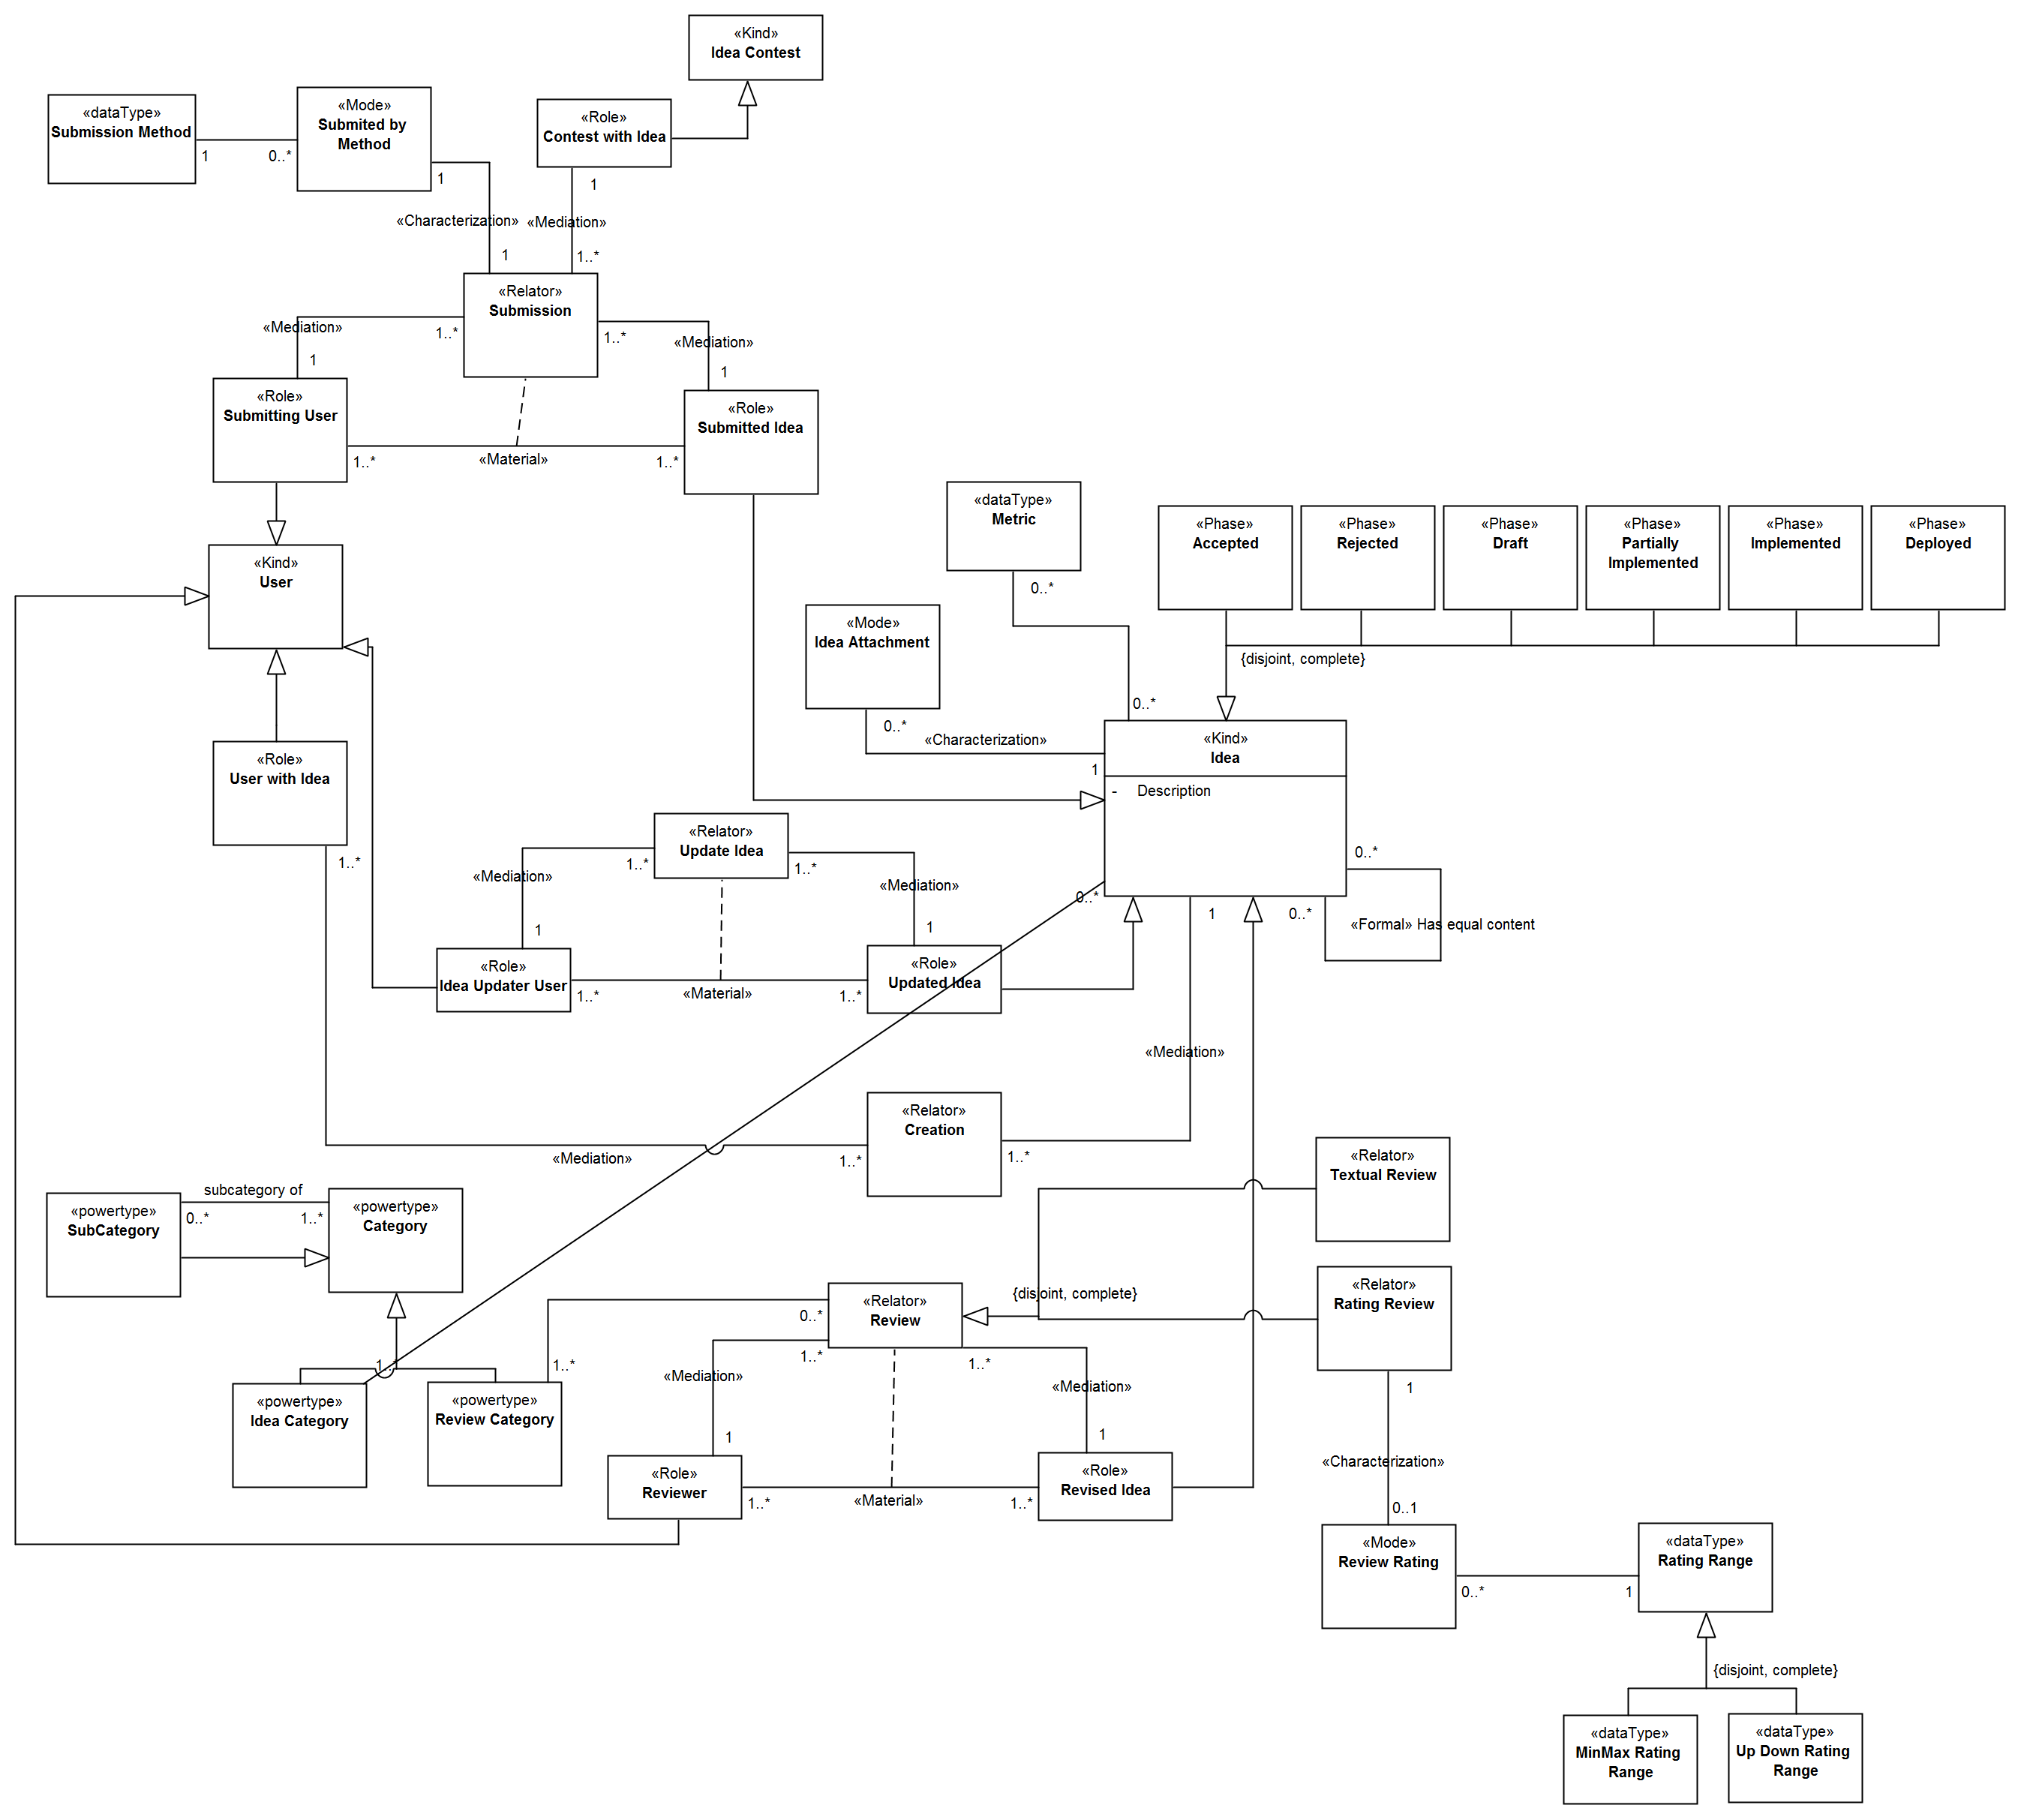 «Kind»
Idea Contest
«dataType»
Submission Method
«Mode»
Submited by
Method
«Role»
Contest with Idea
1
0..*
1
1
«Characterization»
«Mediation»
1
1..*
«Relator»
Submission
«Mediation»
1..*
1..*
«Mediation»
1
1
«Role»
Submitting User
«Role»
Submitted Idea
1..*
«Material»
1..*
«Kind»
User
«dataType»
Metric
0..*
«Phase»
Accepted
«Phase»
Rejected
«Phase»
Draft
«Phase»
Partially
Implemented
«Phase»
Implemented
«Phase»
Deployed
{disjoint, complete}
«Mode»
Idea Attachment
0..*
0..*
«Characterization»
1
«Kind»
Idea
- Description
«Role»
User with Idea
1..*
«Relator»
Update Idea
1..*
1..*
«Mediation»
«Mediation»
1
1
0..*
0..*
1
0..*
«Formal» Has equal content
«Role»
Idea Updater User
«Role»
Updated Idea
1..*
«Material»
1..*
«Mediation»
«Relator»
Creation
«Mediation»
1..*
1..*
«Relator»
Textual Review
«powertype»
SubCategory
subcategory of
0..*
1..*
«powertype»
Category
«Relator»
Review
{disjoint, complete}
«Relator»
Rating Review
0..*
1..*
1..*
1..*
1..*
«Mediation»
«Mediation»
1
«powertype»
Idea Category
«powertype»
Review Category
1
1
«Characterization»
0..1
«Role»
Reviewer
«Role»
Revised Idea
1..*
«Material»
1..*
«Mode»
Review Rating
«dataType»
Rating Range
0..*
1
{disjoint, complete}
«dataType»
MinMax Rating
Range
«dataType»
Up Down Rating
Range